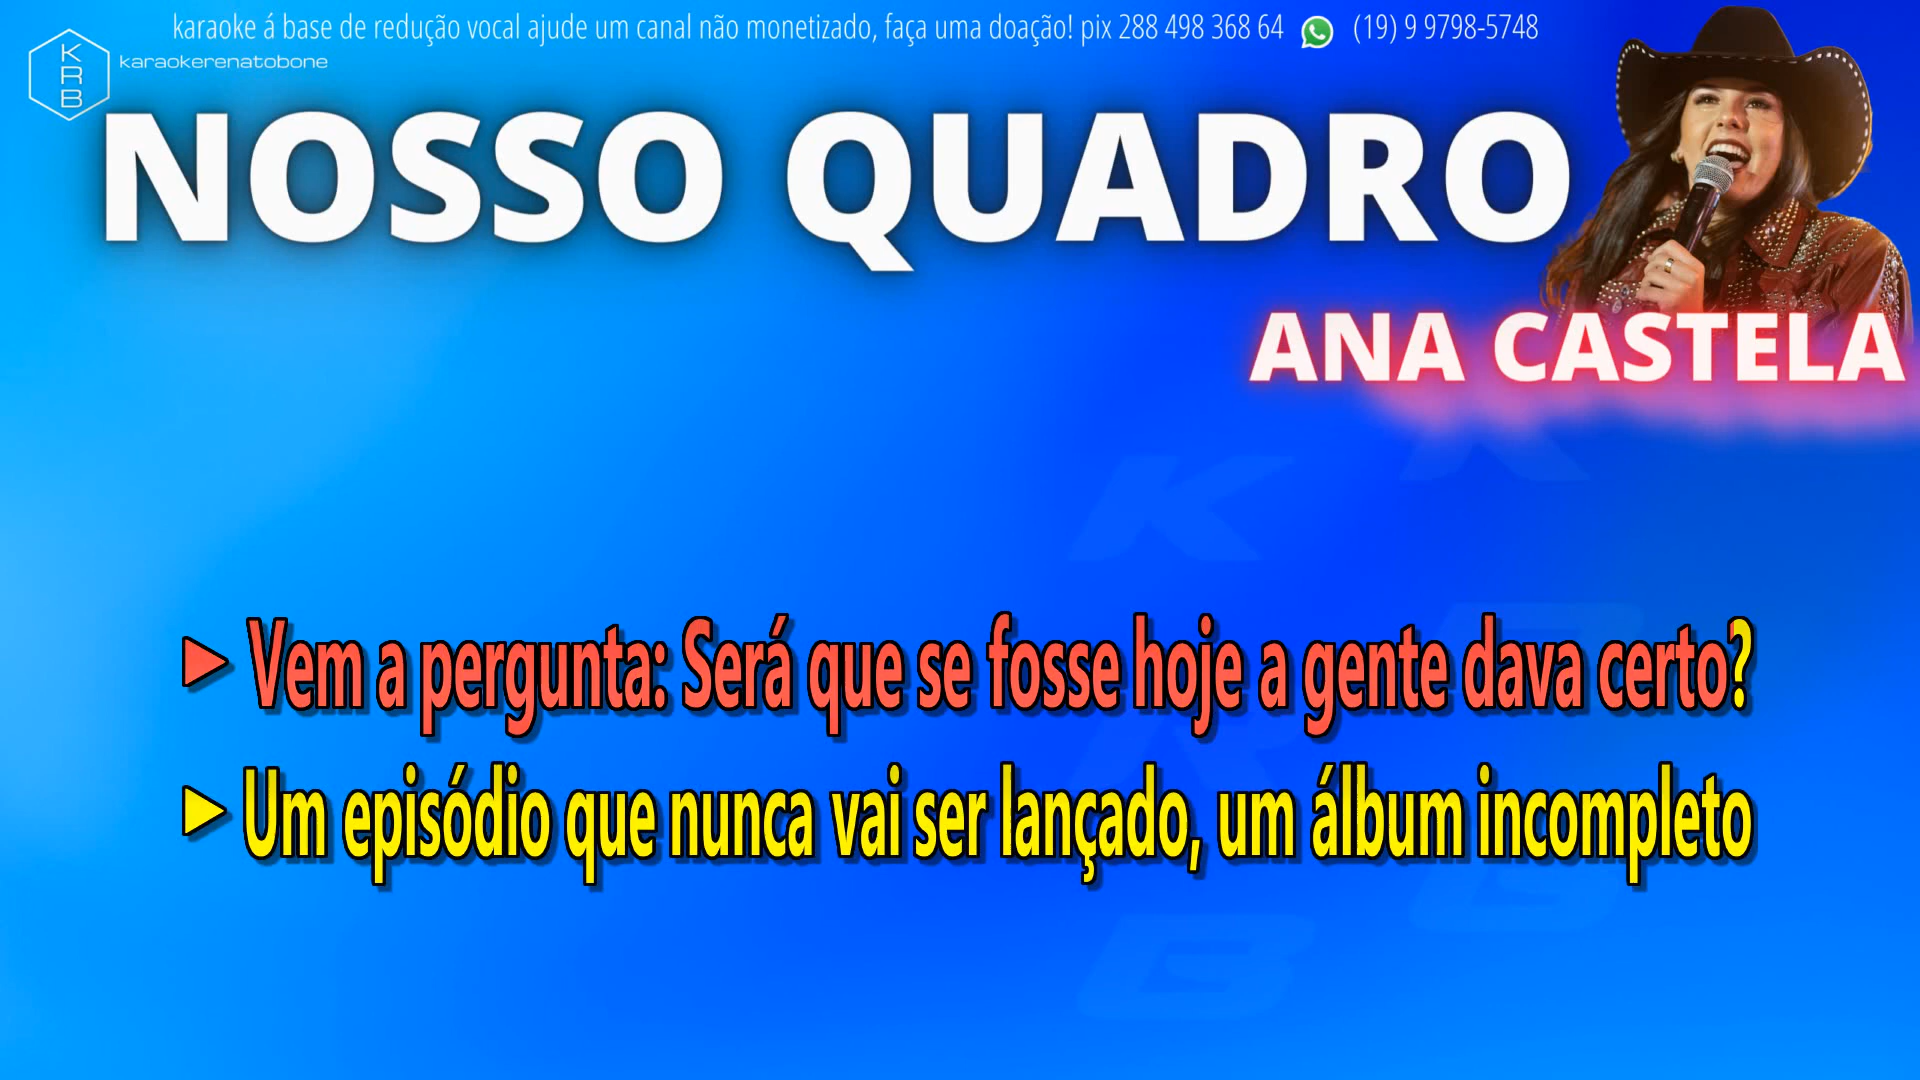 karaoke á base de redução vocal ajude um canal não monetizado, faça uma doação! pix 288 498 368 64 (19) 9 9798-5748
KRB karaokerenatobone
NOSSO QUADRO
ANA CASTELA
Vem a pergunta: Será que se fosse hoje a gente dava certo?
Um episódio que nunca vai ser lançado, um álbum incompleto